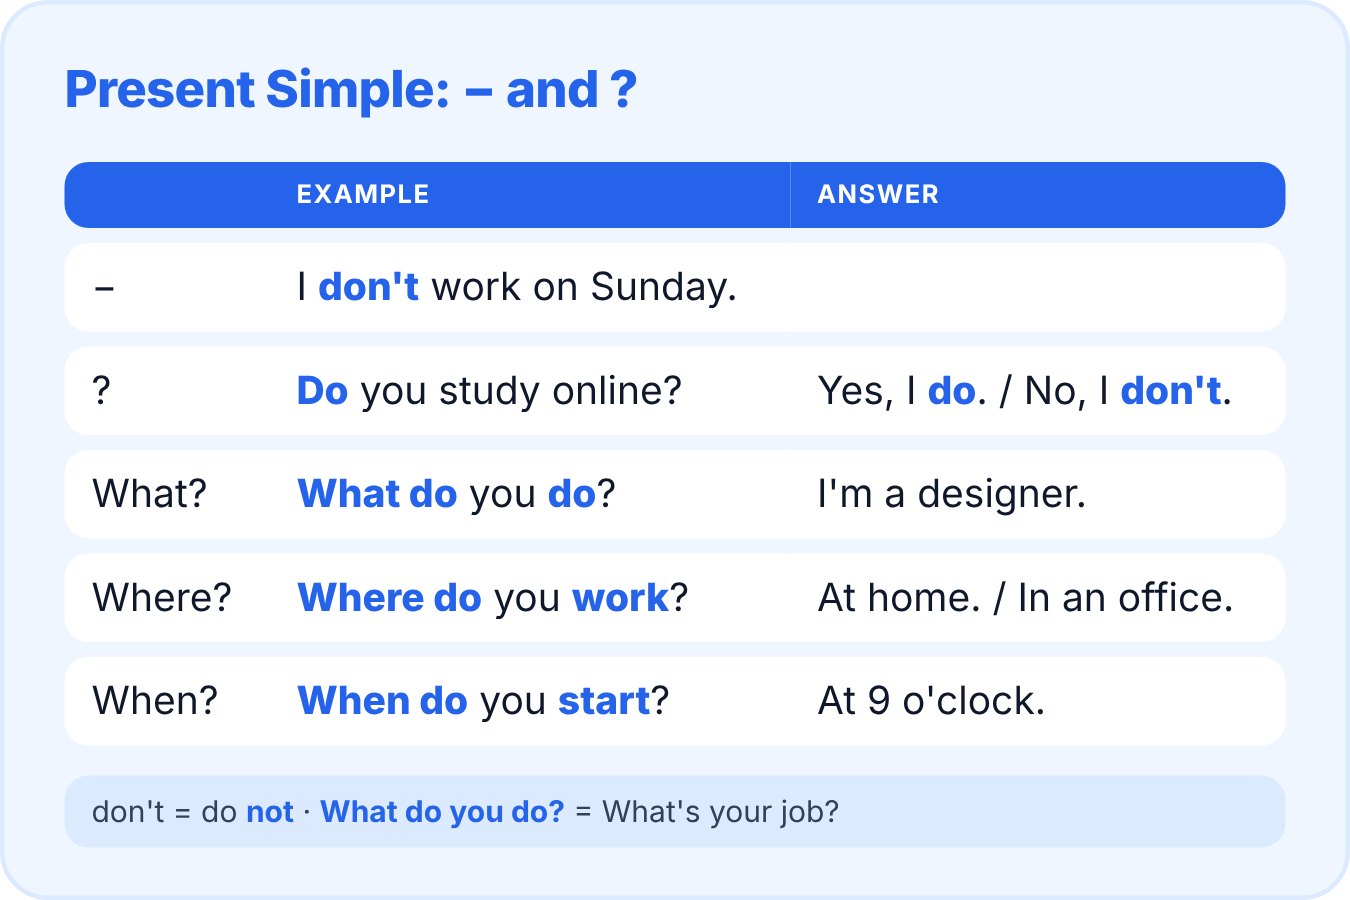 Present Simple: – and ?
EXAMPLE ANSWER
– I don't work on Sunday.
? Do you study online? Yes, I do. / No, I don't.
What? What do you do? I'm a designer.
Where? Where do you work? At home. / In an office.
When? When do you start? At 9 o'clock.
don't = do not · What do you do? = What's your job?